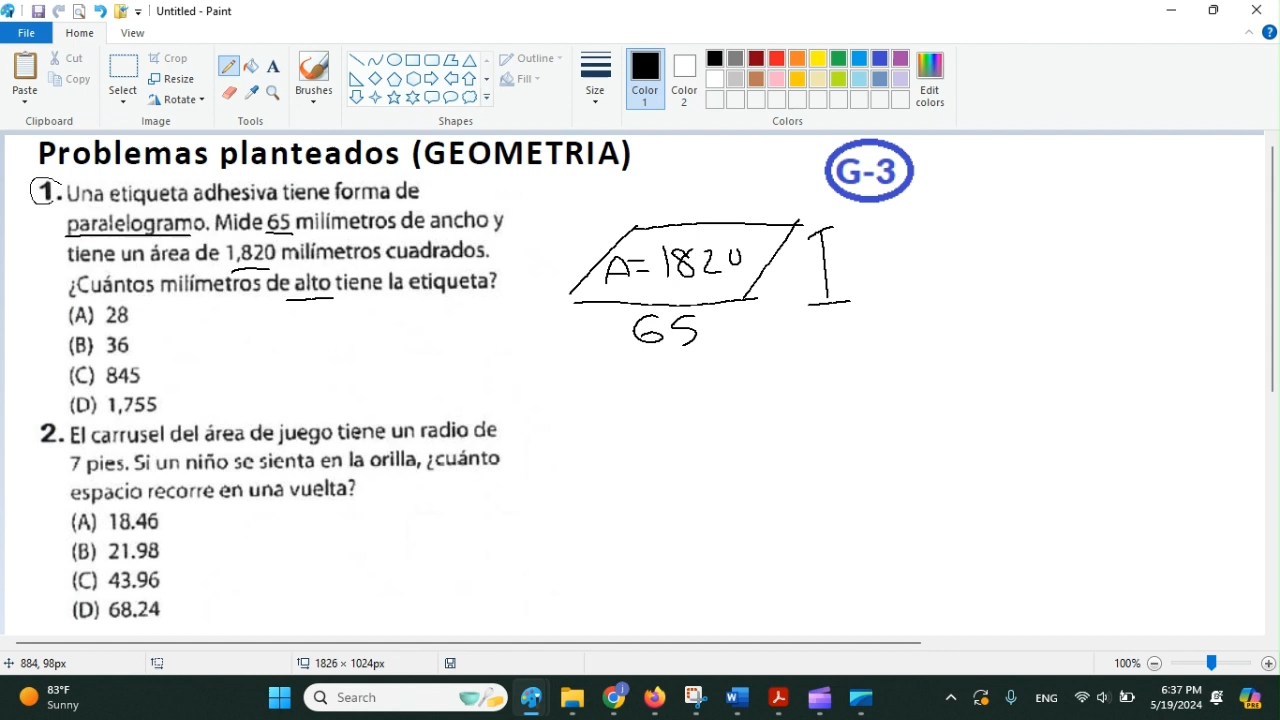 Untitled - Paint
File
Home
View
Paste
Cut
Copy
Clipboard
Select
Crop
Resize
Rotate
Image
A
Tools
Brushes
Shapes
Outline
Fill
Size
Color 1
Color 2
Edit colors
Colors
Problemas planteados (GEOMETRIA)
G-3
1. Una etiqueta adhesiva tiene forma de
paralelogramo. Mide 65 milímetros de ancho y
tiene un área de 1,820 milímetros cuadrados.
¿Cuántos milímetros de alto tiene la etiqueta?
(A) 28
(B) 36
(C) 845
(D) 1,755
A= 1820
65
2. El carrusel del área de juego tiene un radio de
7 pies. Si un niño se sienta en la orilla, ¿cuánto
espacio recorre en una vuelta?
(A) 18.46
(B) 21.98
(C) 43.96
(D) 68.24
884, 98px
1826 × 1024px
100%
83°F
Sunny
Search
ENG
6:37 PM
5/19/2024
PRE